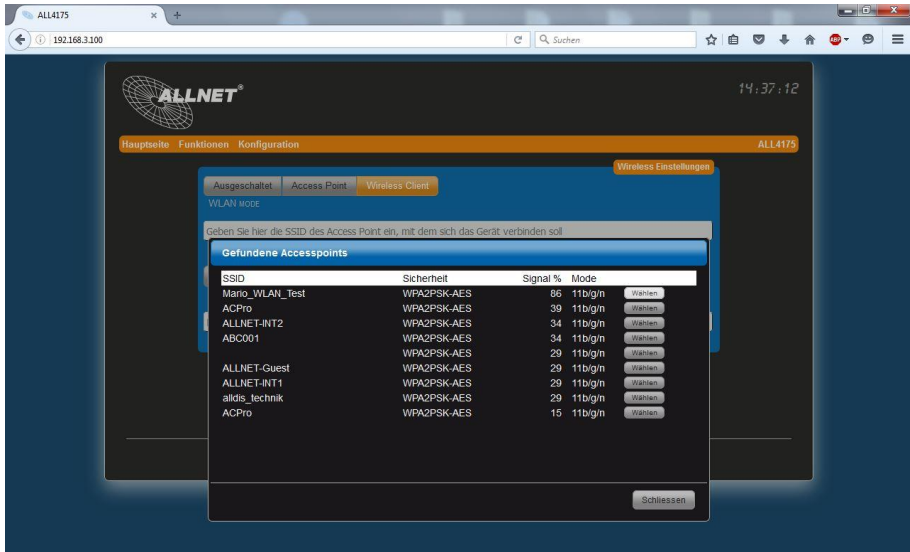 ALL4175
192.168.3.100
Suchen
ABP
ALLNET®
14:37:12
Hauptseite Funktionen Konfiguration ALL4175
Wireless Einstellungen
Ausgeschaltet Access Point Wireless Client
WLAN MODE
Geben Sie hier die SSID des Access Point ein, mit dem sich das Gerät verbinden soll
Gefundene Accesspoints
SSID Sicherheit Signal % Mode
Mario_WLAN_Test WPA2PSK-AES 86 11b/g/n Wählen
ACPro WPA2PSK-AES 39 11b/g/n Wählen
ALLNET-INT2 WPA2PSK-AES 34 11b/g/n Wählen
ABC001 WPA2PSK-AES 34 11b/g/n Wählen
WPA2PSK-AES 29 11b/g/n Wählen
ALLNET-Guest WPA2PSK-AES 29 11b/g/n Wählen
ALLNET-INT1 WPA2PSK-AES 29 11b/g/n Wählen
alldis_technik WPA2PSK-AES 29 11b/g/n Wählen
ACPro WPA2PSK-AES 15 11b/g/n Wählen
Schliessen